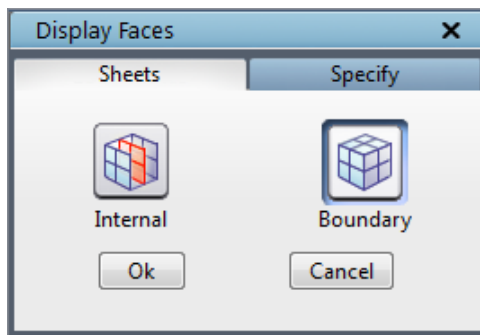 Display Faces
Sheets Specify
Internal Boundary
Ok Cancel